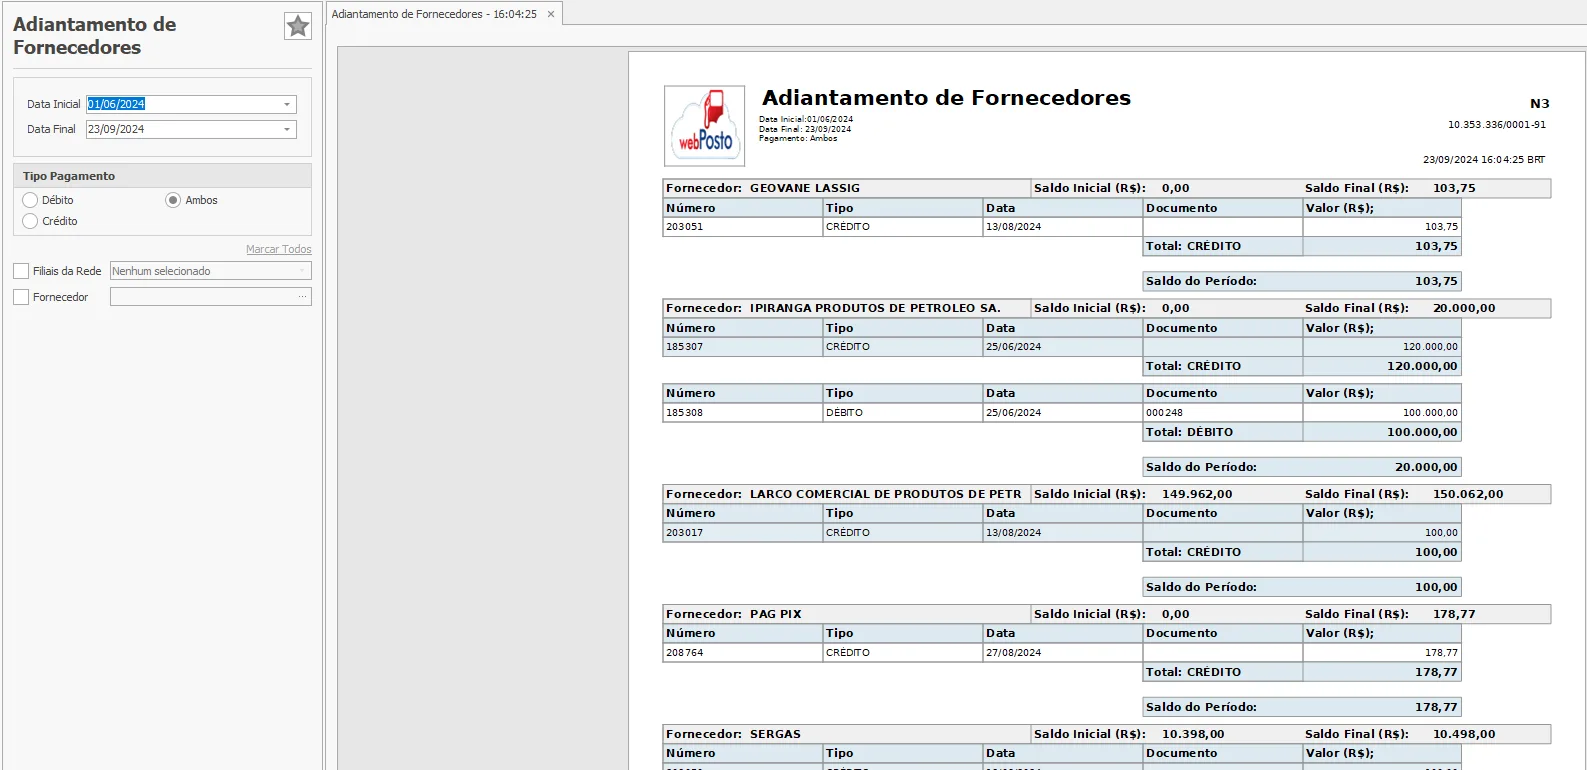 Adiantamento de
Fornecedores
Data Inicial 01/06/2024
Data Final 23/09/2024
Tipo Pagamento
Débito Ambos
Crédito
Marcar Todos
Filiais da Rede Nenhum selecionado
Fornecedor ...
Adiantamento de Fornecedores - 16:04:25 ×
webPosto
Adiantamento de Fornecedores
N3
Data Inicial:01/06/2024
10.353.336/0001-91
Data Final: 23/09/2024
Pagamento: Ambos
23/09/2024 16:04:25 BRT
Fornecedor: GEOVANE LASSIG Saldo Inicial (R$): 0,00 Saldo Final (R$): 103,75
Número Tipo Data Documento Valor (R$);
203051 CRÉDITO 13/08/2024 103,75
Total: CRÉDITO 103,75
Saldo do Período: 103,75
Fornecedor: IPIRANGA PRODUTOS DE PETROLEO SA. Saldo Inicial (R$): 0,00 Saldo Final (R$): 20.000,00
Número Tipo Data Documento Valor (R$);
185307 CRÉDITO 25/06/2024 120.000,00
Total: CRÉDITO 120.000,00
Número Tipo Data Documento Valor (R$);
185308 DÉBITO 25/06/2024 000248 100.000,00
Total: DÉBITO 100.000,00
Saldo do Período: 20.000,00
Fornecedor: LARCO COMERCIAL DE PRODUTOS DE PETR Saldo Inicial (R$): 149.962,00 Saldo Final (R$): 150.062,00
Número Tipo Data Documento Valor (R$);
203017 CRÉDITO 13/08/2024 100,00
Total: CRÉDITO 100,00
Saldo do Período: 100,00
Fornecedor: PAG PIX Saldo Inicial (R$): 0,00 Saldo Final (R$): 178,77
Número Tipo Data Documento Valor (R$);
208764 CRÉDITO 27/08/2024 178,77
Total: CRÉDITO 178,77
Saldo do Período: 178,77
Fornecedor: SERGAS Saldo Inicial (R$): 10.398,00 Saldo Final (R$): 10.498,00
Número Tipo Data Documento Valor (R$);